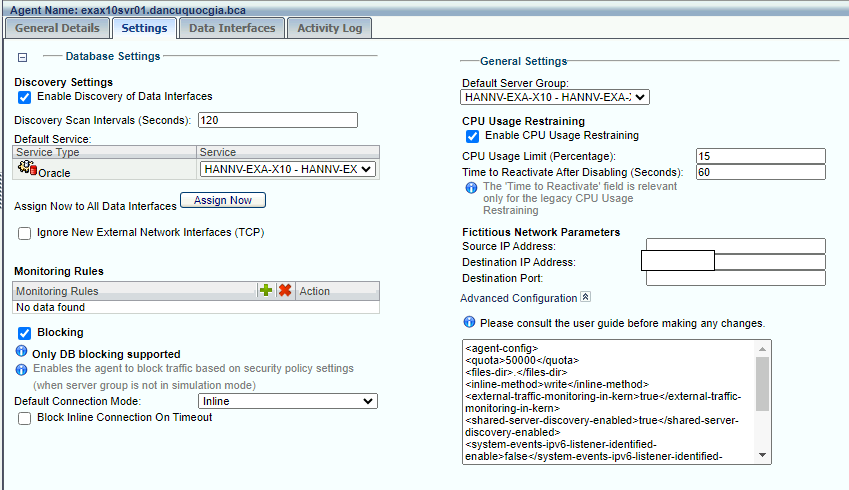 Agent Name: exax10svr01.dancuquocgia.bca
General Details
Settings
Data Interfaces
Activity Log
Database Settings
Discovery Settings
Enable Discovery of Data Interfaces
Discovery Scan Intervals (Seconds): 120
Default Service:
Service Type Service
Oracle HANNV-EXA-X10 - HANNV-EX
Assign Now to All Data Interfaces Assign Now
Ignore New External Network Interfaces (TCP)
Monitoring Rules
Monitoring Rules Action
No data found
Blocking
Only DB blocking supported
Enables the agent to block traffic based on security policy settings
(when server group is not in simulation mode)
Default Connection Mode: Inline
Block Inline Connection On Timeout
General Settings
Default Server Group:
HANNV-EXA-X10 - HANNV-EXA-X
CPU Usage Restraining
Enable CPU Usage Restraining
CPU Usage Limit (Percentage): 15
Time to Reactivate After Disabling (Seconds): 60
The 'Time to Reactivate' field is relevant
only for the legacy CPU Usage
Restraining
Fictitious Network Parameters
Source IP Address:
Destination IP Address:
Destination Port:
Advanced Configuration
Please consult the user guide before making any changes.
<agent-config>
<quota>50000</quota>
<files-dir>.</files-dir>
<inline-method>write</inline-method>
<external-traffic-monitoring-in-kern>true</external-traffic-
monitoring-in-kern>
<shared-server-discovery-enabled>true</shared-server-
discovery-enabled>
<system-events-ipv6-listener-identified-
enable>false</system-events-ipv6-listener-identified-